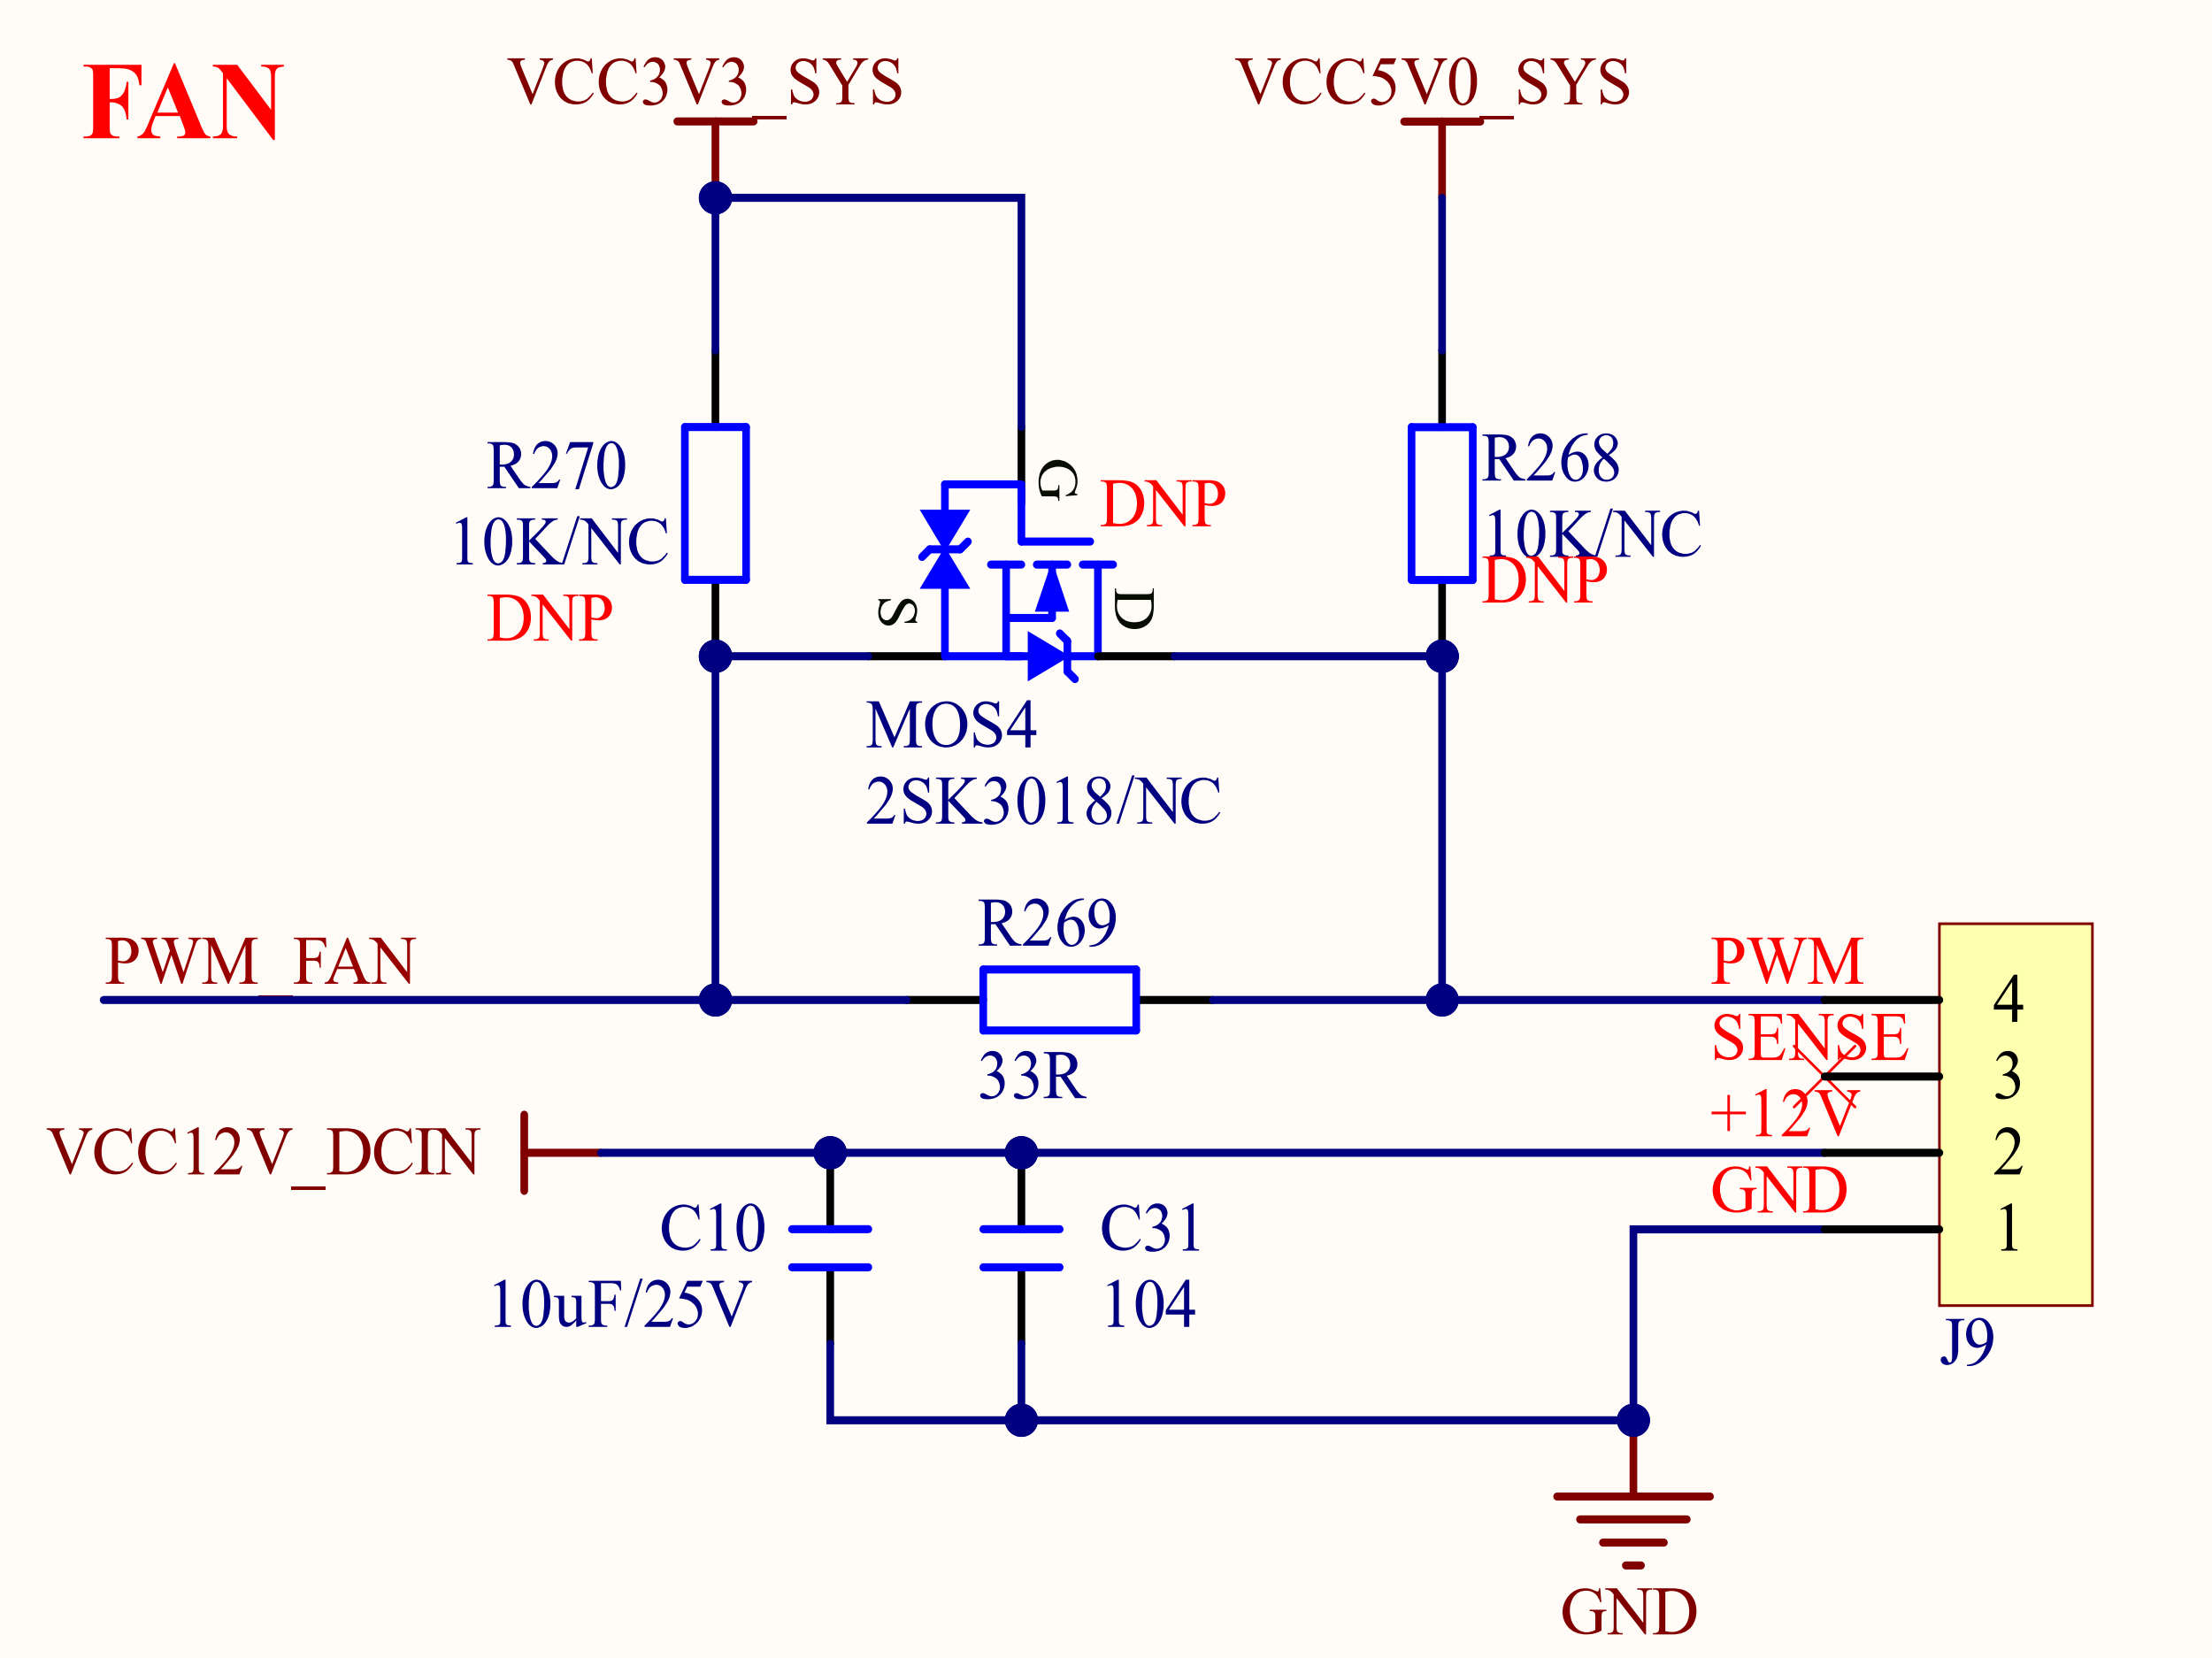 FAN
VCC3V3_SYS
VCC5V0_SYS
R270
10K/NC
DNP
G
DNP
S
D
R268
10K/NC
DNP
MOS4
2SK3018/NC
R269
33R
PWM_FAN
PWM
4
SENSE
3
+12V
2
GND
1
J9
VCC12V_DCIN
C10
10uF/25V
C31
104
GND